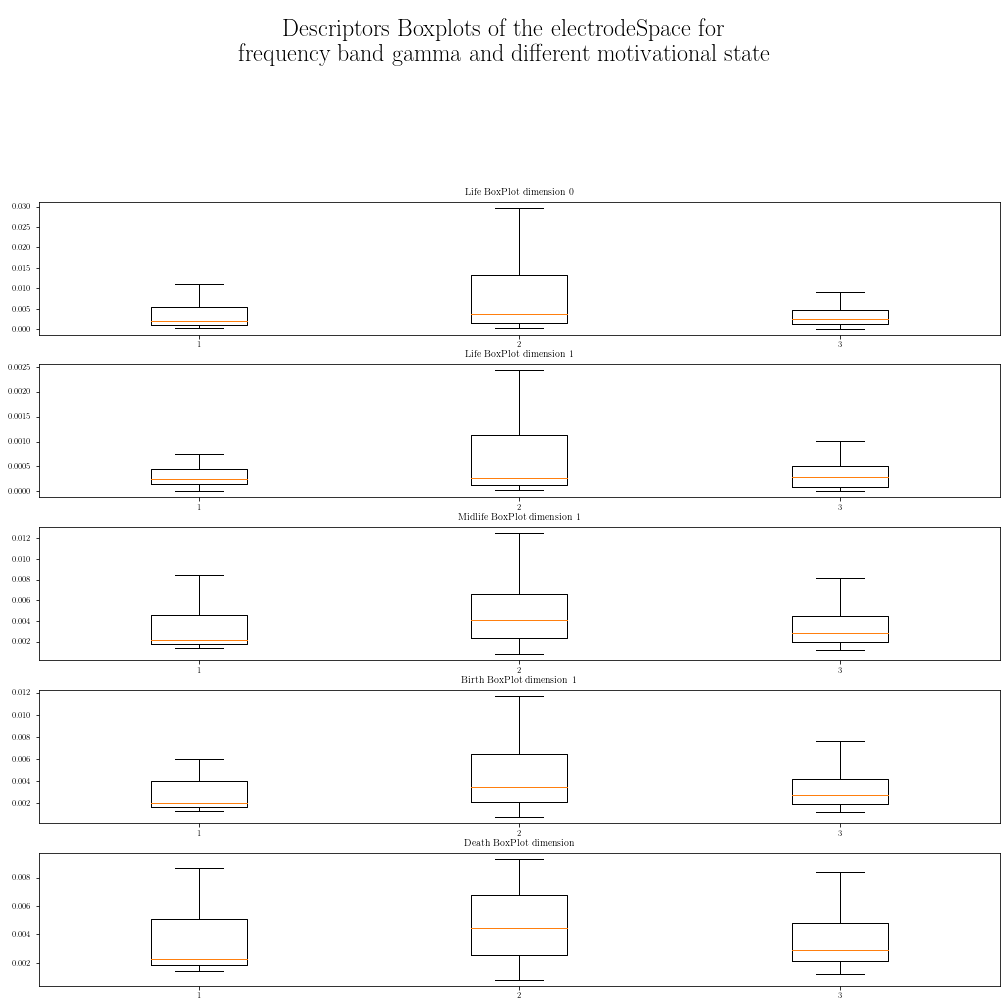 Descriptors Boxplots of the electrodeSpace for
frequency band gamma and different motivational state
Life BoxPlot dimension 0
0.030
0.025
0.020
0.015
0.010
0.005
0.000
1 2 3
Life BoxPlot dimension 1
0.0025
0.0020
0.0015
0.0010
0.0005
0.0000
1 2 3
Midlife BoxPlot dimension 1
0.012
0.010
0.008
0.006
0.004
0.002
1 2 3
Birth BoxPlot dimension 1
0.012
0.010
0.008
0.006
0.004
0.002
1 2 3
Death BoxPlot dimension
0.008
0.006
0.004
0.002
1 2 3